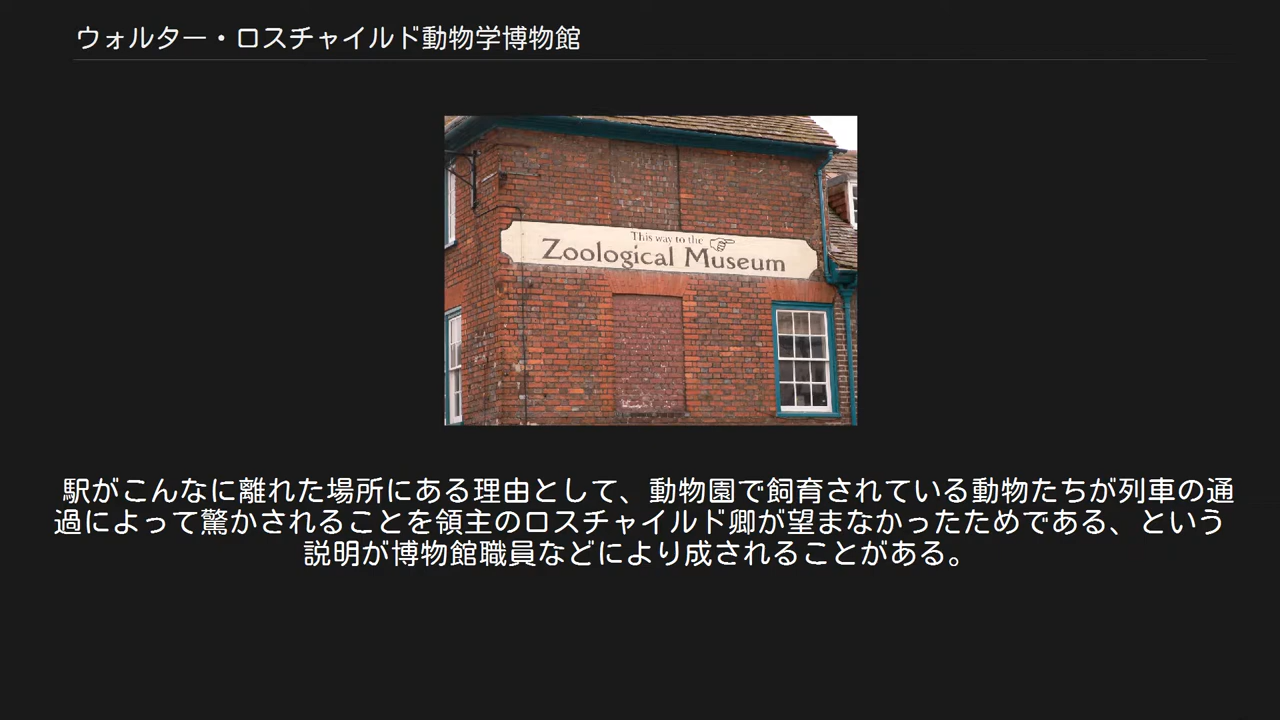 ウォルター・ロスチャイルド動物学博物館
This way to the
Zoological Museum
駅がこんなに離れた場所にある理由として、動物園で飼育されている動物たちが列車の通
過によって驚かされることを領主のロスチャイルド卿が望まなかったためである、という
説明が博物館職員などにより成されることがある。